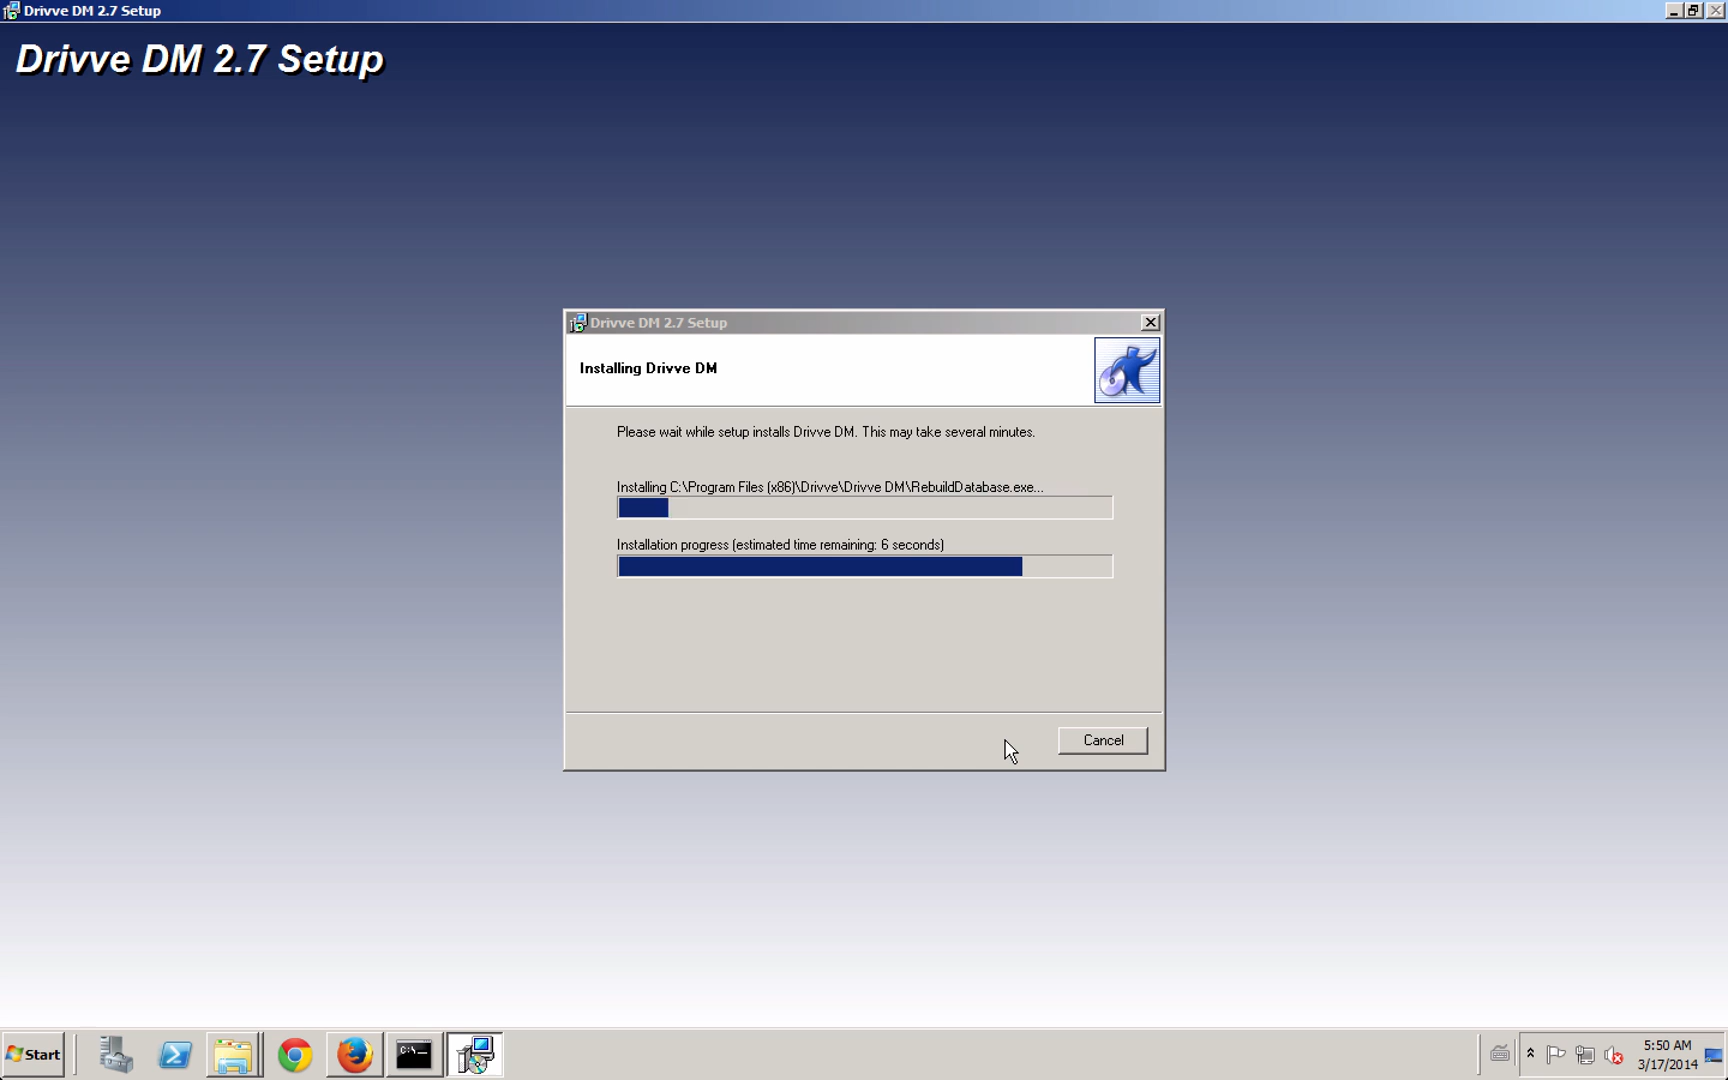 Drivve DM 2.7 Setup
Drivve DM 2.7 Setup
Drivve DM 2.7 Setup
Installing Drivve DM
Please wait while setup installs Drivve DM. This may take several minutes.
Installing C:\Program Files (x86)\Drivve\Drivve DM\RebuildDatabase.exe...
Installation progress (estimated time remaining: 6 seconds)
Cancel
Start
C:\_
5:50 AM
3/17/2014